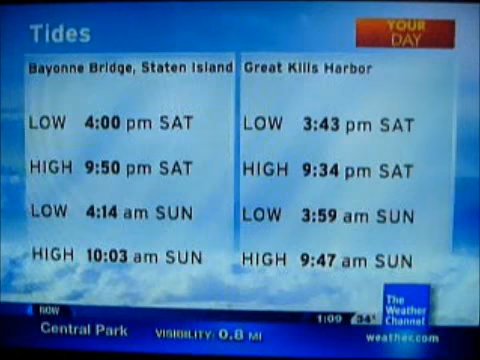 Tides
YOUR
DAY
Bayonne Bridge, Staten Island
LOW 4:00 pm SAT
HIGH 9:50 pm SAT
LOW 4:14 am SUN
HIGH 10:03 am SUN
Great Kills Harbor
LOW 3:43 pm SAT
HIGH 9:34 pm SAT
LOW 3:59 am SUN
HIGH 9:47 am SUN
NOW
1:09 34°
Central Park VISIBILITY: 0.8 MI
The
Weather
Channel
weather.com